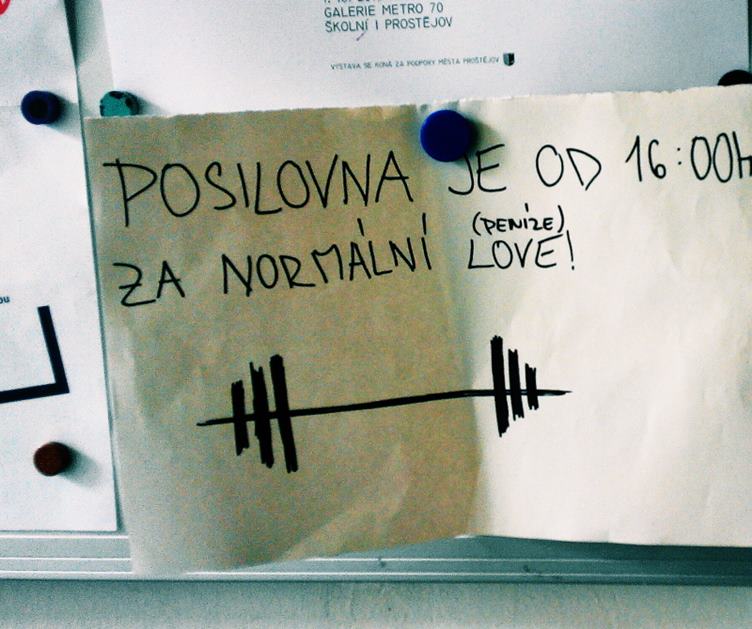 GALERIE METRO 70
ŠKOLNÍ 1 PROSTĚJOV
VÝSTAVA SE KONÁ ZA PODPORY MĚSTA PROSTĚJOV
POSILOVNA JE OD 16:00h
(PENÍZE)
ZA NORMÁLNÍ LOVE!